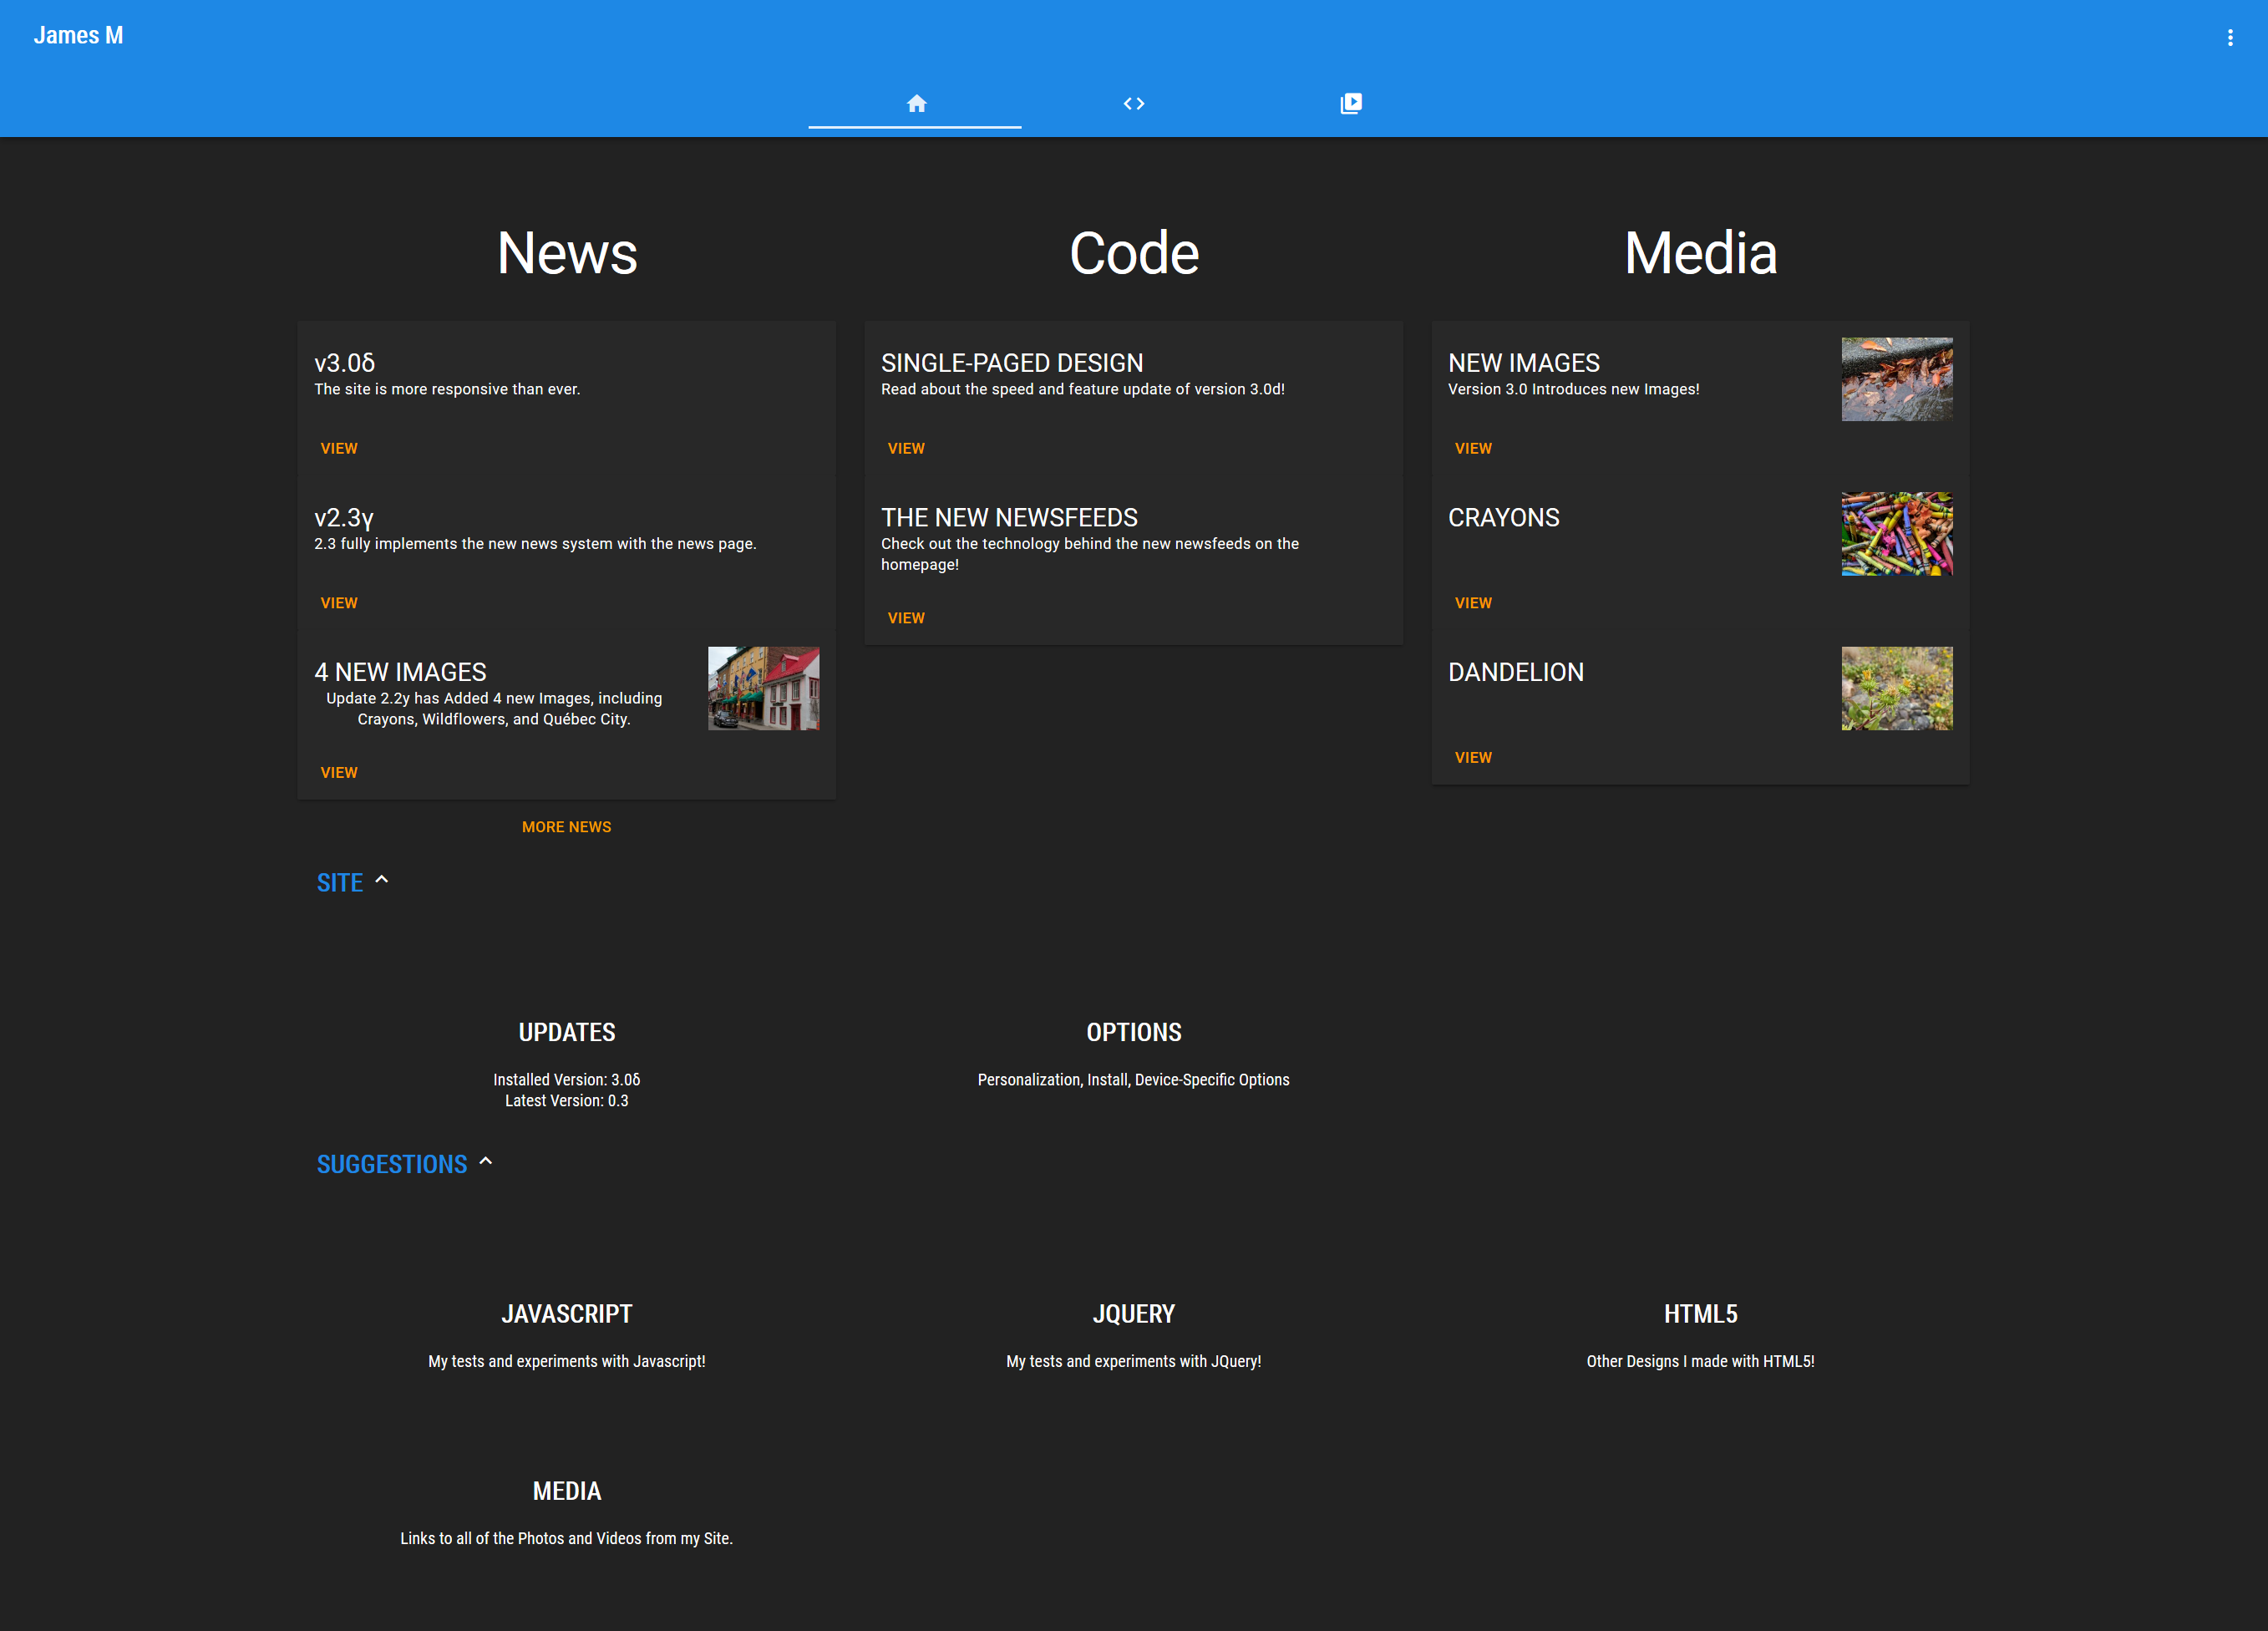 James M
News
v3.0δ
The site is more responsive than ever.
VIEW
v2.3γ
2.3 fully implements the new news system with the news page.
VIEW
4 NEW IMAGES
Update 2.2y has Added 4 new Images, including
Crayons, Wildflowers, and Québec City.
VIEW
MORE NEWS
Code
SINGLE-PAGED DESIGN
Read about the speed and feature update of version 3.0d!
VIEW
THE NEW NEWSFEEDS
Check out the technology behind the new newsfeeds on the
homepage!
VIEW
Media
NEW IMAGES
Version 3.0 Introduces new Images!
VIEW
CRAYONS
VIEW
DANDELION
VIEW
SITE
UPDATES
Installed Version: 3.0δ
Latest Version: 0.3
OPTIONS
Personalization, Install, Device-Specific Options
SUGGESTIONS
JAVASCRIPT
My tests and experiments with Javascript!
JQUERY
My tests and experiments with JQuery!
HTML5
Other Designs I made with HTML5!
MEDIA
Links to all of the Photos and Videos from my Site.